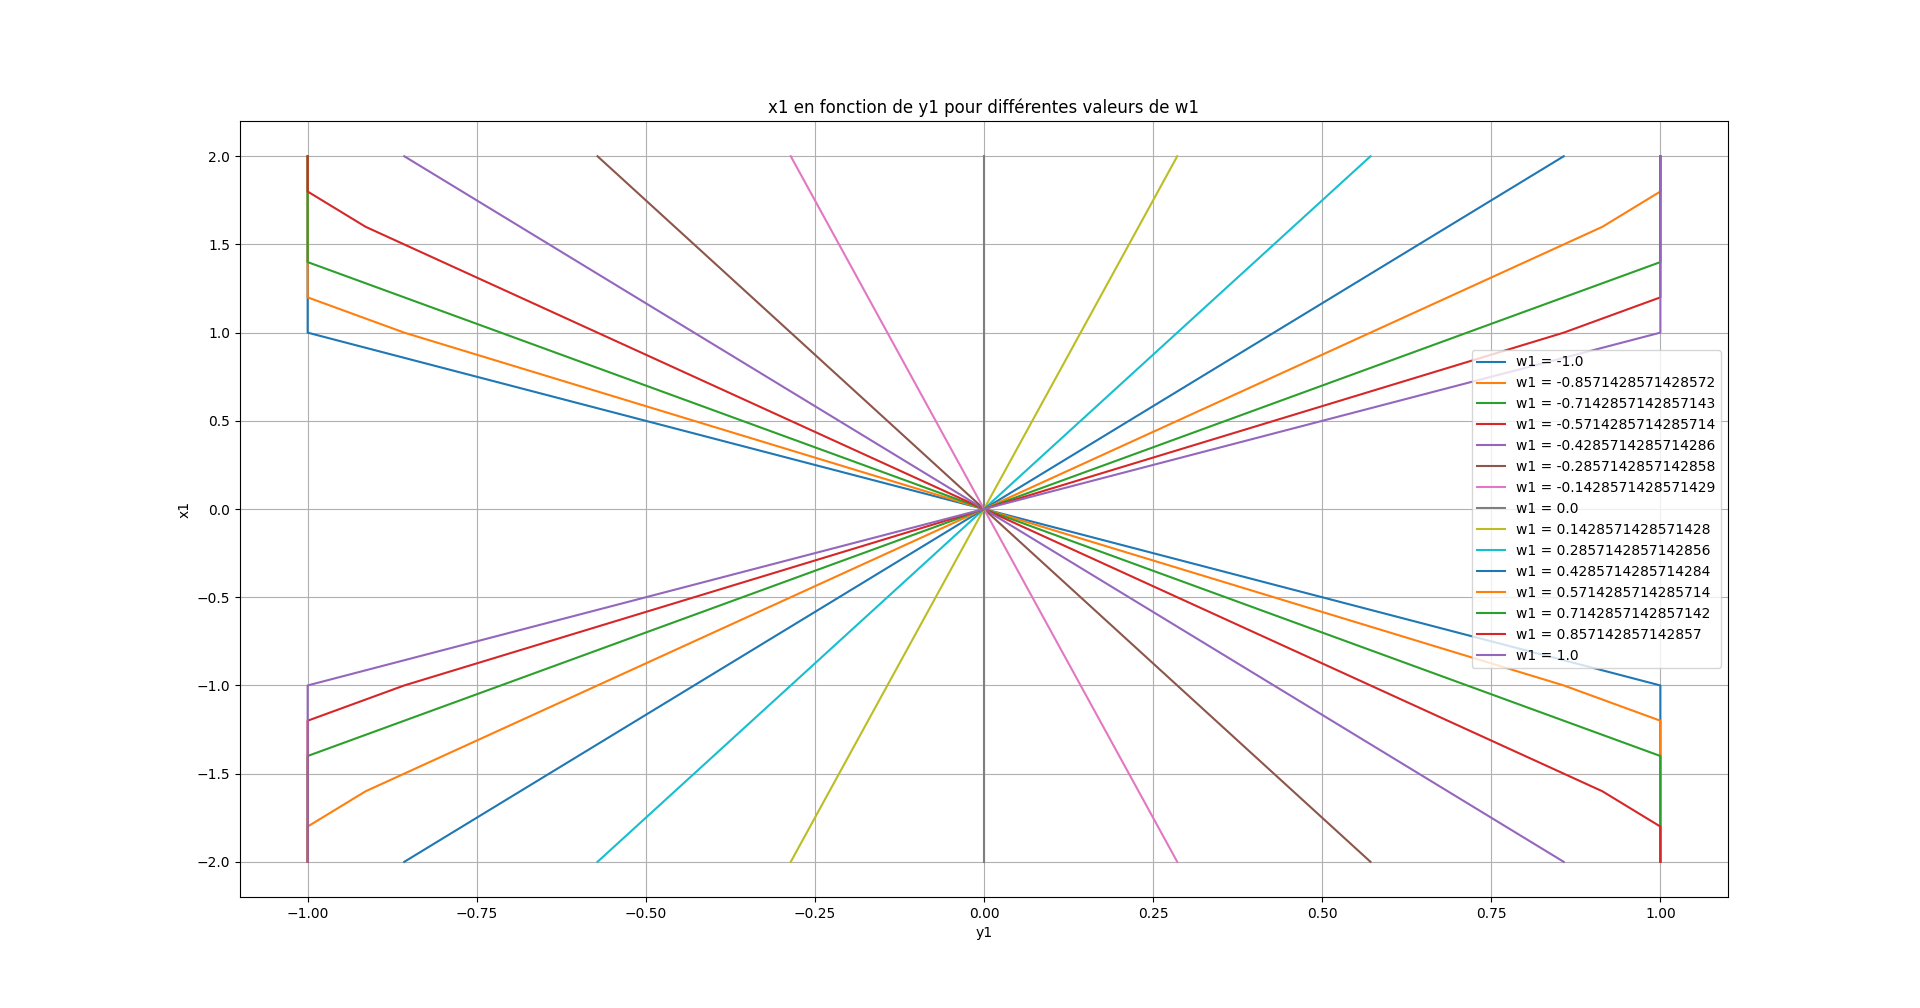 x1 en fonction de y1 pour différentes valeurs de w1
2.0
1.5
1.0
0.5
0.0
−0.5
−1.0
−1.5
−2.0
x1
w1 = -1.0
w1 = -0.8571428571428572
w1 = -0.7142857142857143
w1 = -0.5714285714285714
w1 = -0.4285714285714286
w1 = -0.2857142857142858
w1 = -0.1428571428571429
w1 = 0.0
w1 = 0.1428571428571428
w1 = 0.2857142857142856
w1 = 0.4285714285714284
w1 = 0.5714285714285714
w1 = 0.7142857142857142
w1 = 0.857142857142857
w1 = 1.0
−1.00 −0.75 −0.50 −0.25 0.00 0.25 0.50 0.75 1.00
y1